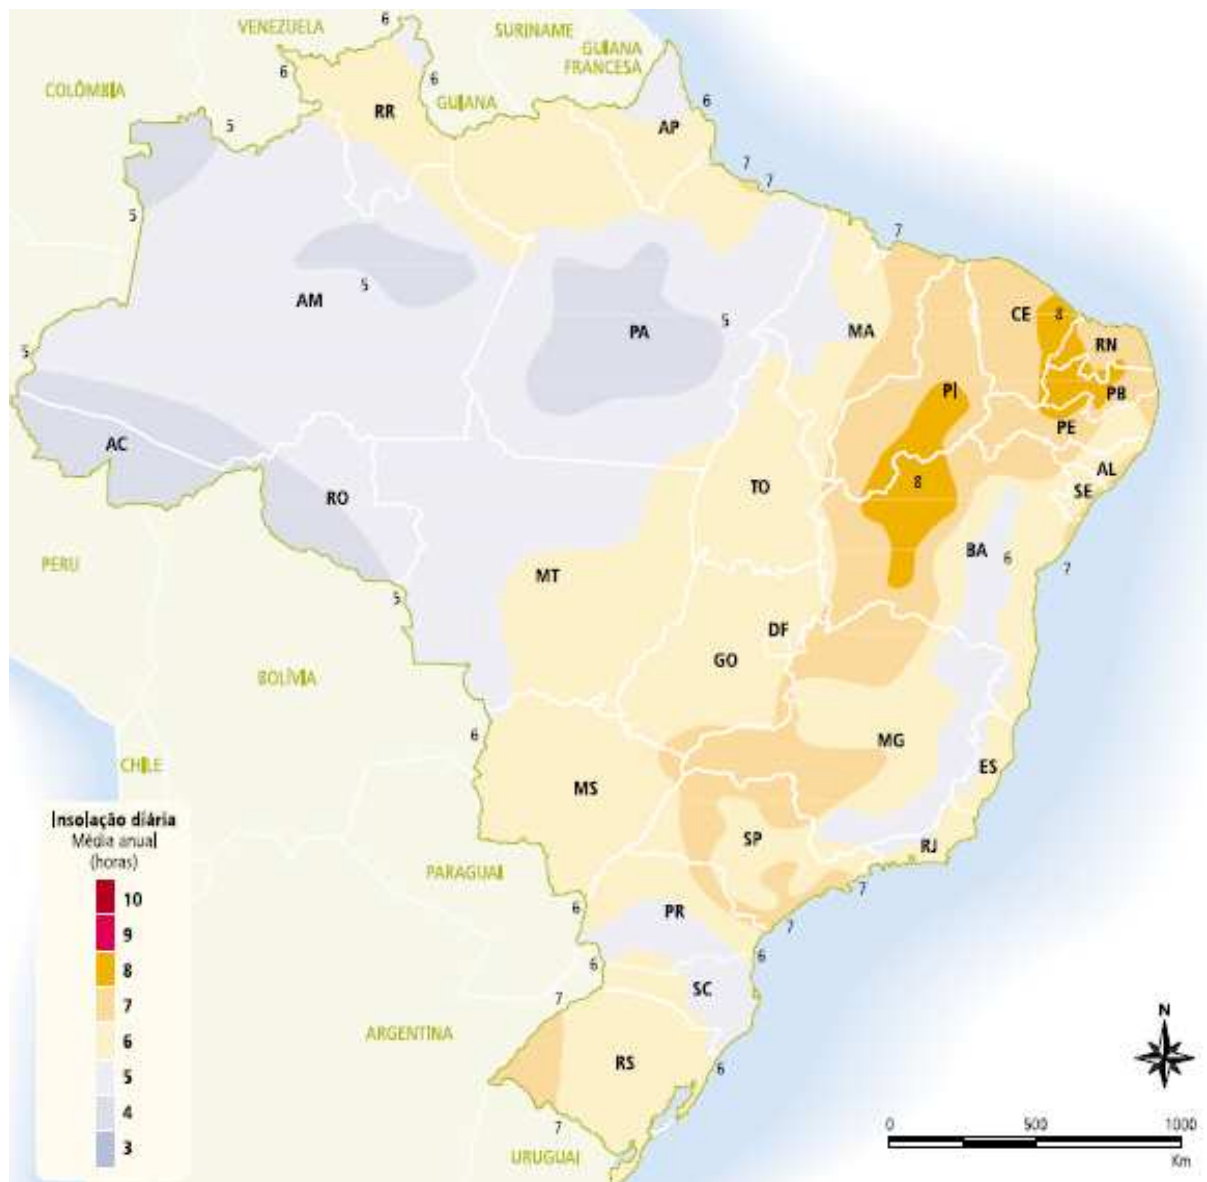 6
VENEZUELA
SURINAME
GUIANA
FRANCESA
6
6
COLÔMBIA
GUIANA
6
RR
5
AP
7
7
5
7
5
AM
5
PA
5
MA
CE
8
RN
5
PI
PB
PE
AC
AL
TO
8
SE
RO
BA
6
PERU
MT
7
5
DF
GO
BOLÍVIA
6
MG
CHILE
ES
MS
Insolação diária
Média anual
(horas)
SP
RJ
PARAGUAI
7
10
6
PR
9
7
6
6
8
SC
7
7
ARGENTINA
N
6
RS
6
5
4
0 500 1000
7
3
URUGUAI
Km